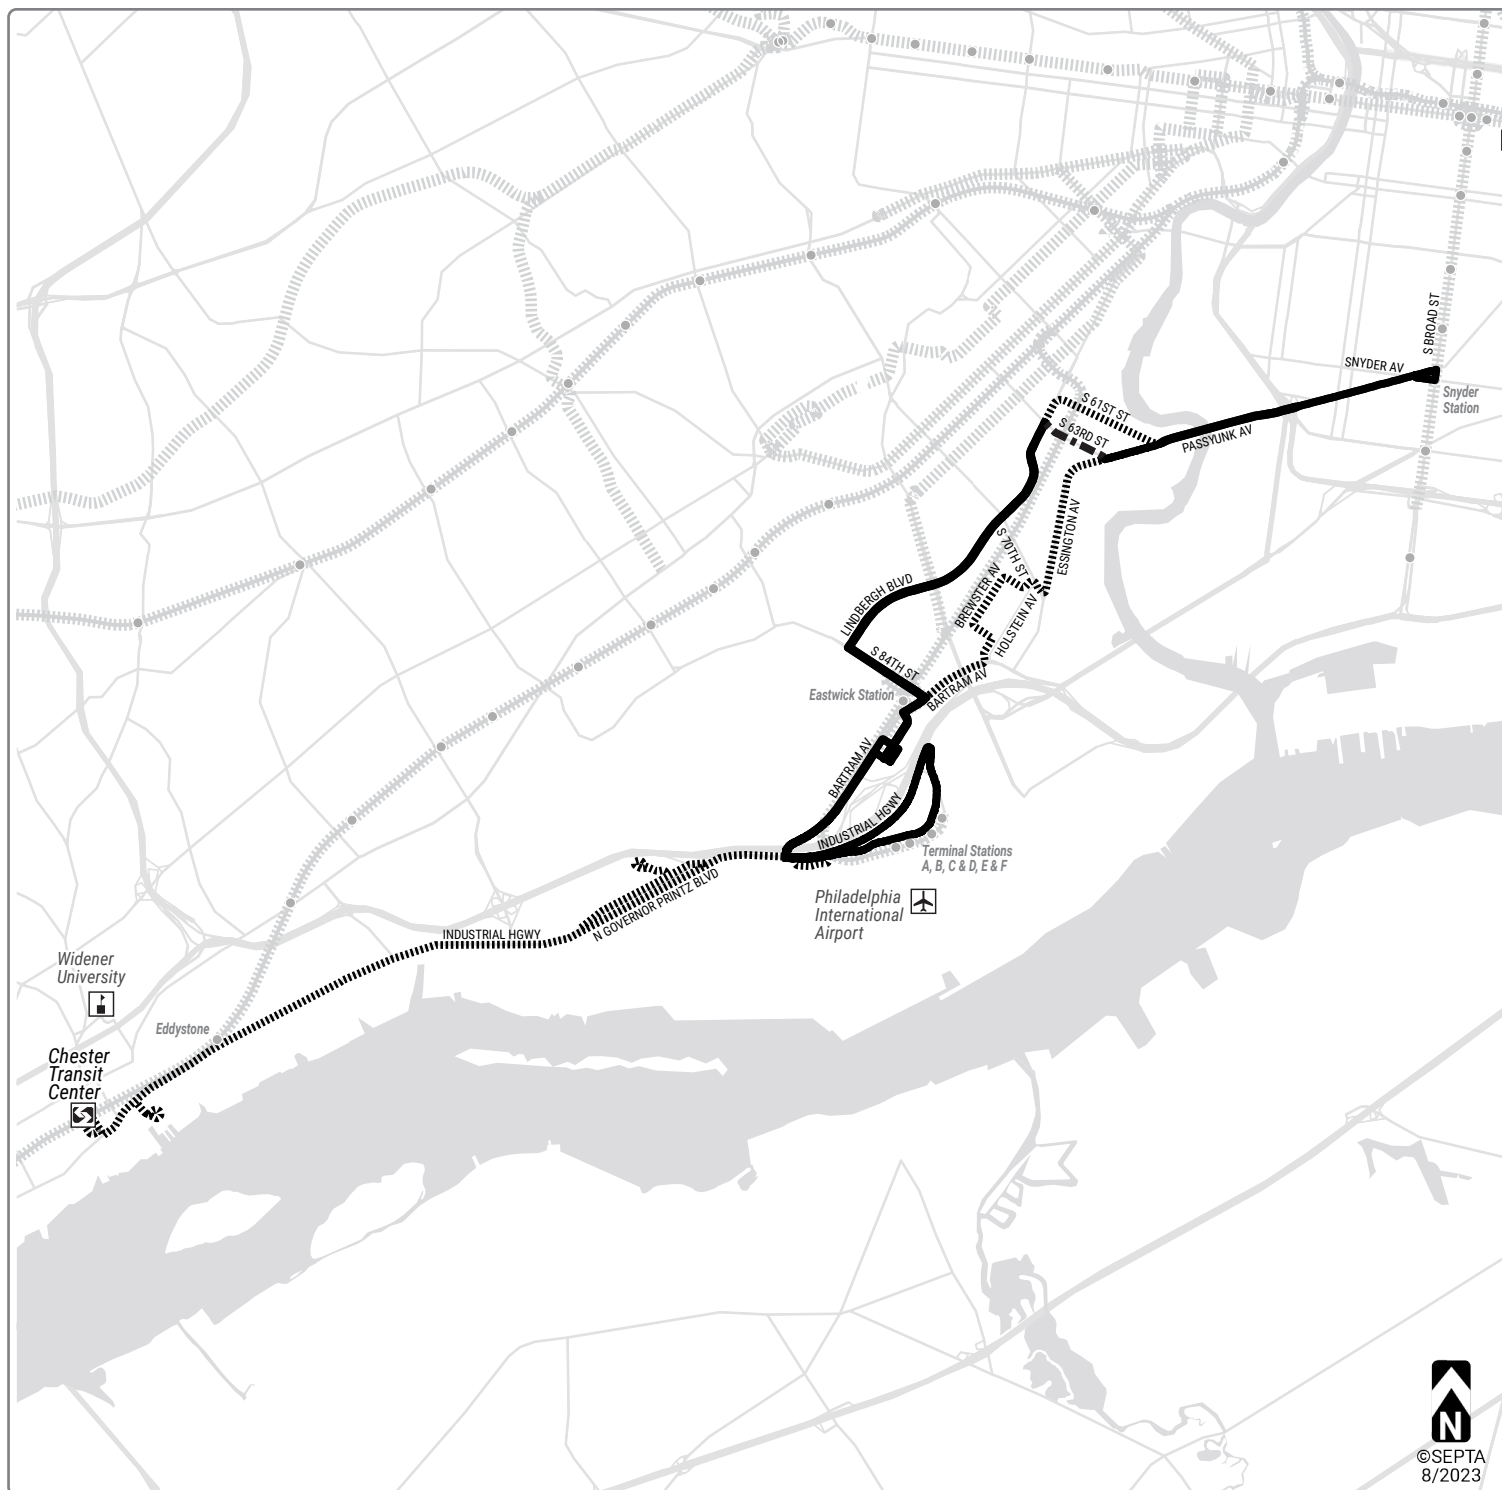 S BROAD ST
SNYDER AV
Snyder
Station
S 61ST ST
S 63RD ST
PASSYUNK AV
ESSINGTON AV
S 70TH ST
BREWSTER AV
HOLSTEIN AV
LINDBERGH BLVD
S 84TH ST
Eastwick Station
BARTRAM AV
BARTRAM AV
INDUSTRIAL HGWY
Terminal Stations
A, B, C & D, E & F
Philadelphia
International
Airport
N GOVERNOR PRINTZ BLVD
INDUSTRIAL HGWY
Widener
University
Eddystone
Chester
Transit
Center
N
©SEPTA
8/2023